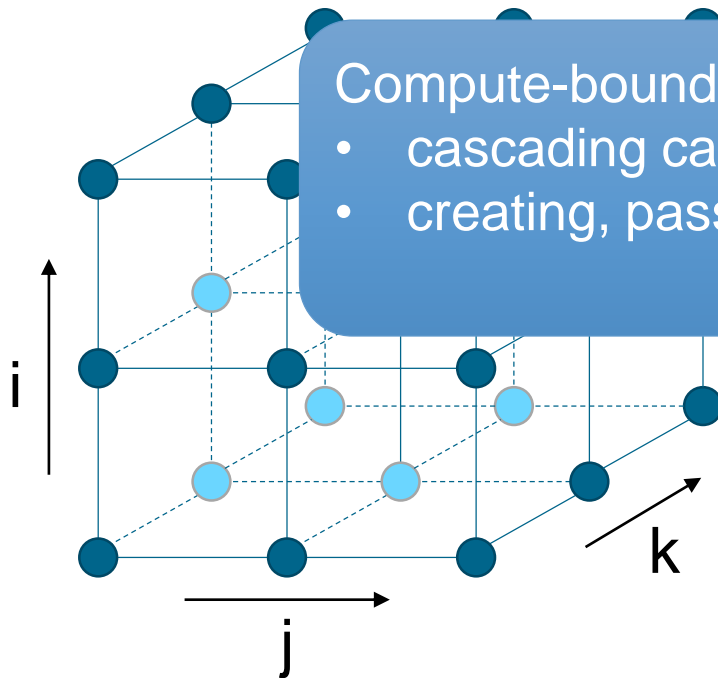 Compute-bound
• cascading ca
• creating, pass
i
k
j